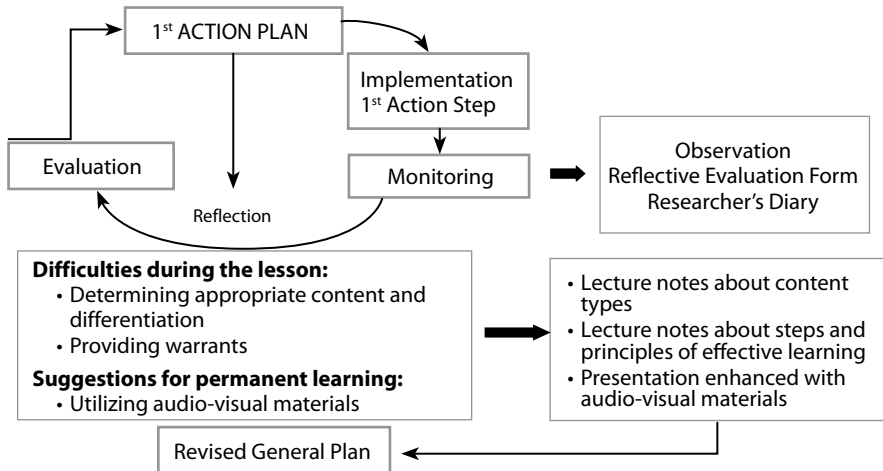 1st ACTION PLAN
Implementation
1st Action Step
Evaluation
Monitoring
Reflection
Observation
Reflective Evaluation Form
Researcher's Diary
Difficulties during the lesson:
• Determining appropriate content and
differentiation
• Providing warrants
Suggestions for permanent learning:
• Utilizing audio-visual materials
• Lecture notes about content
types
• Lecture notes about steps and
principles of effective learning
• Presentation enhanced with
audio-visual materials
Revised General Plan